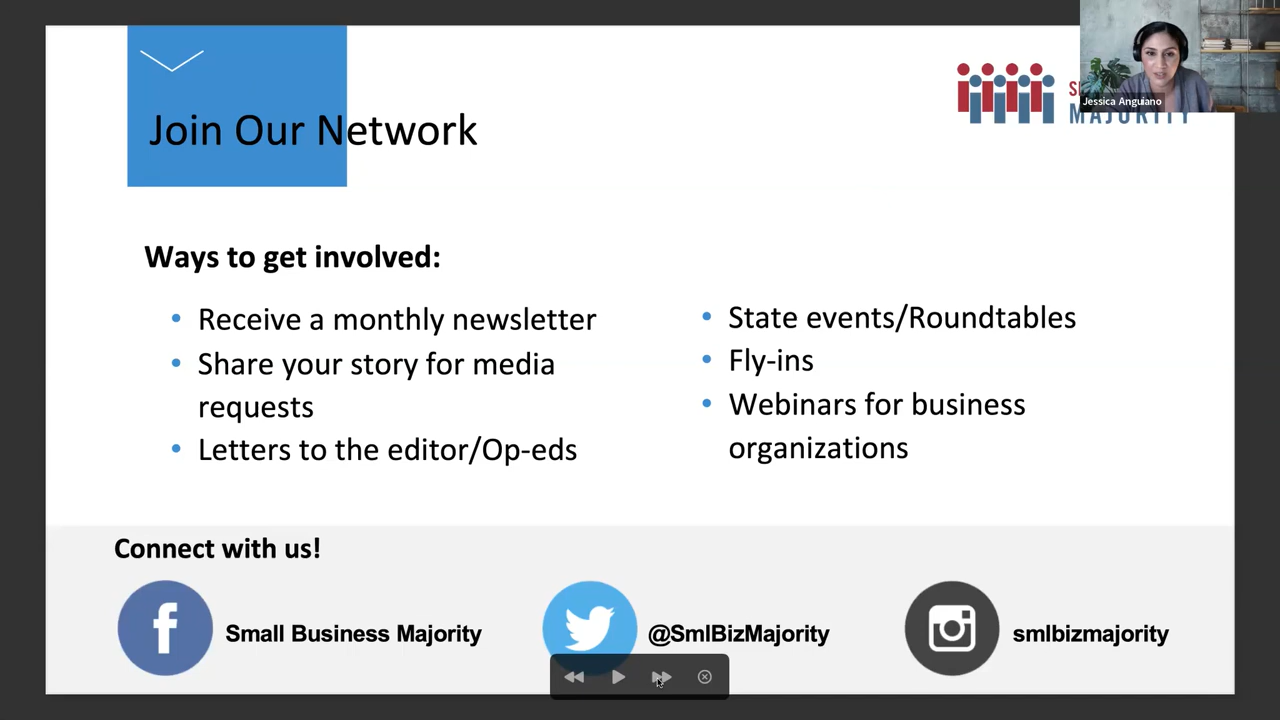 Join Our Network
MAJORITY
Jessica Anguiano
Ways to get involved:
• Receive a monthly newsletter
• Share your story for media
requests
• Letters to the editor/Op-eds
• State events/Roundtables
• Fly-ins
• Webinars for business
organizations
Connect with us!
Small Business Majority
@SmlBizMajority
smlbizmajority